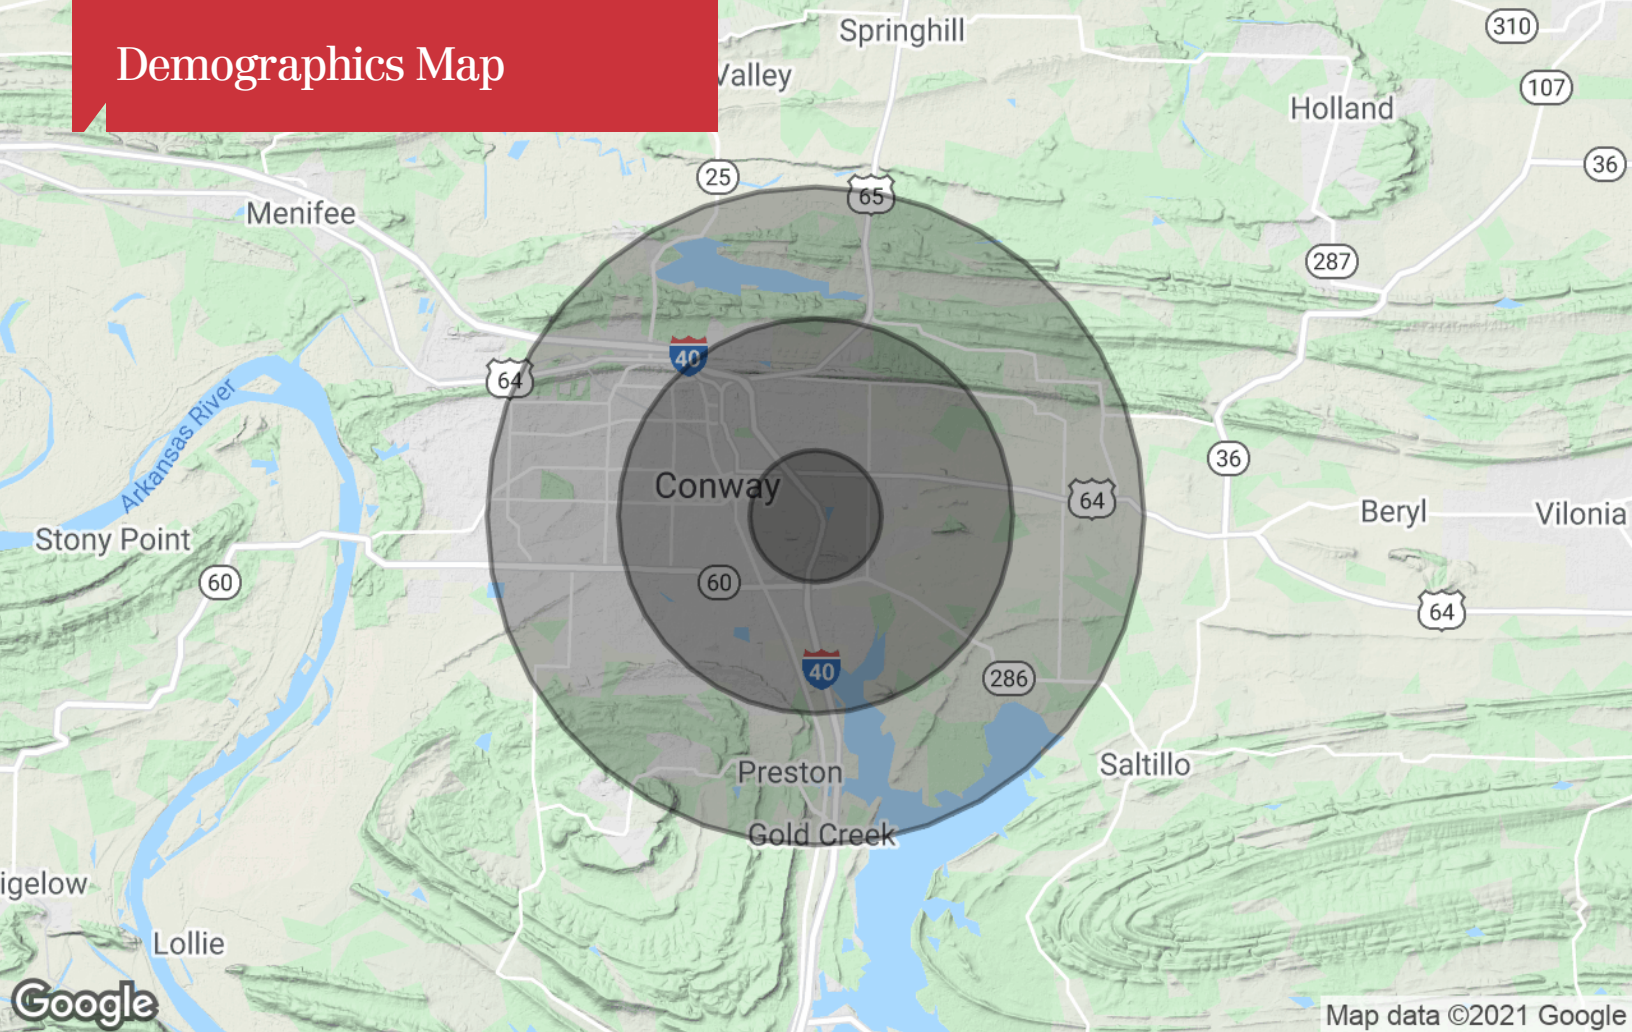 Demographics Map
Springhill
310
Valley
107
Holland
36
25
65
Menifee
287
40
64
Arkansas River
36
Conway
64
Beryl
Vilonia
Stony Point
60
60
64
40
286
Preston
Saltillo
Gold Creek
igelow
Lollie
Google
Map data ©2021 Google